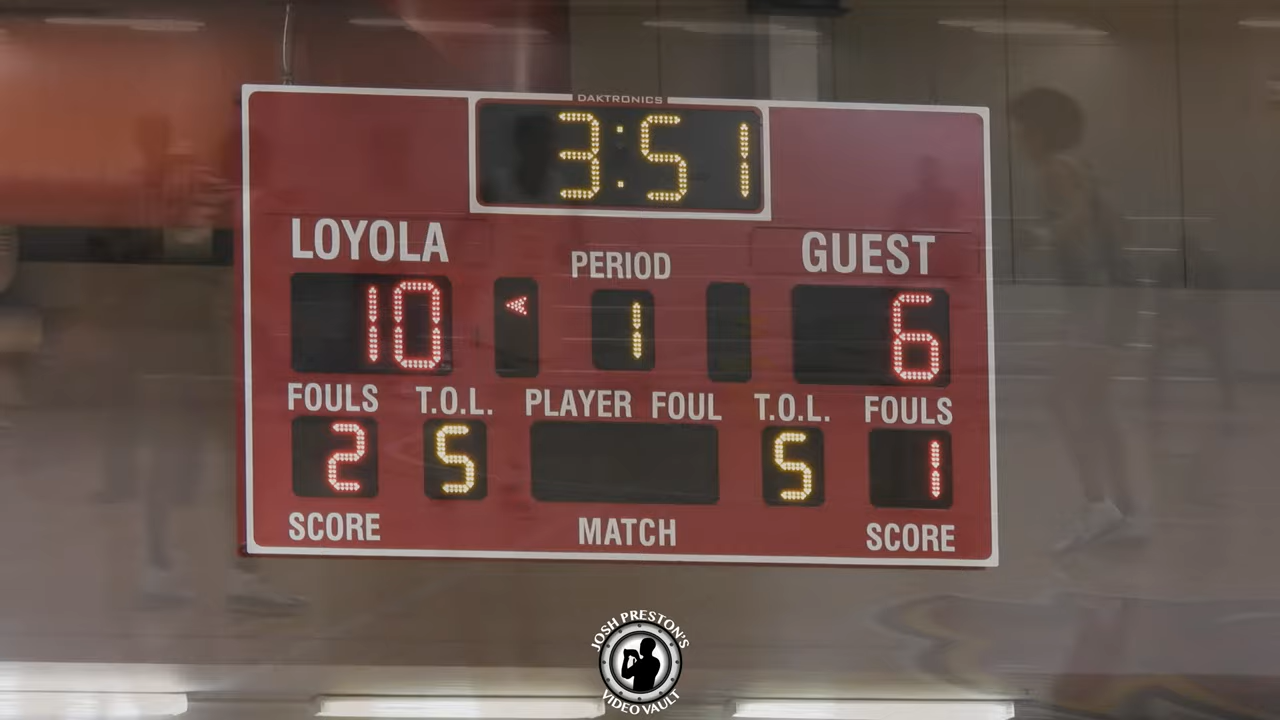 DAKTRONICS
3:51
LOYOLA
PERIOD
GUEST
10
1
6
FOULS
T.O.L.
PLAYER FOUL
T.O.L.
FOULS
2
5
5
1
SCORE
MATCH
SCORE
JOSH PRESTON'S
VIDEO VAULT